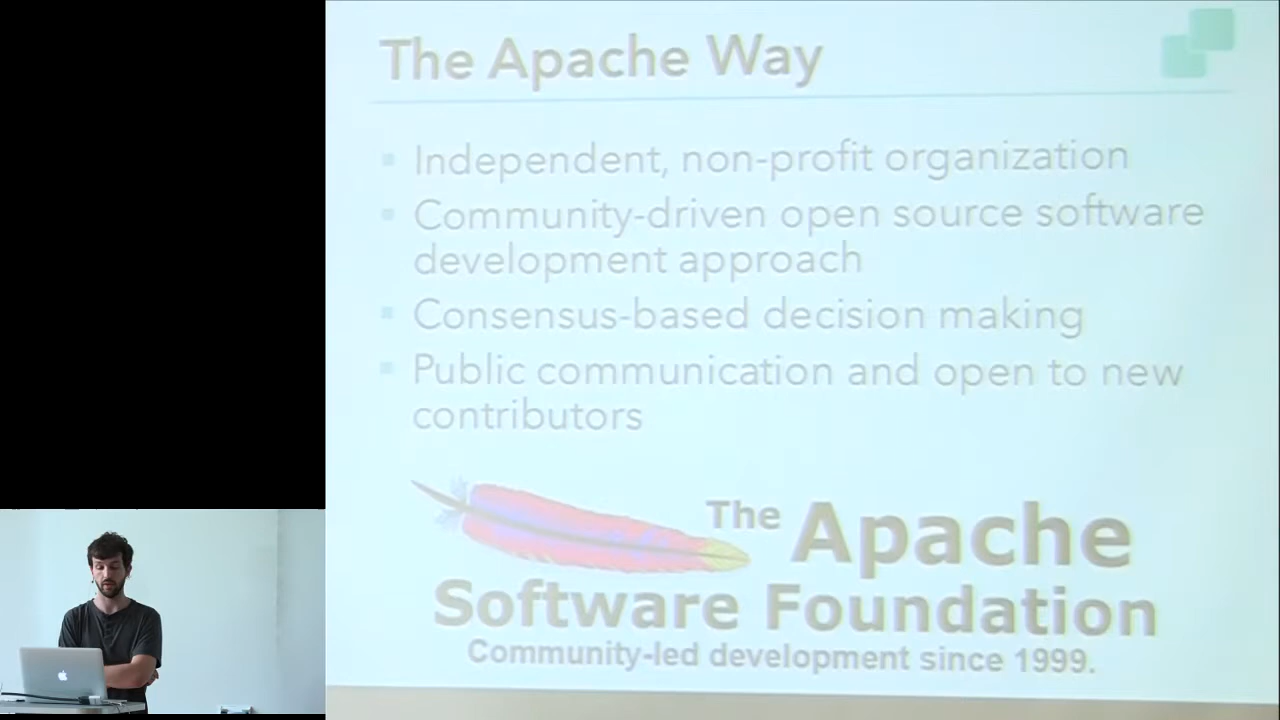 The Apache Way
Independent, non-profit organization
Community-driven open source software
development approach
Consensus-based decision making
Public communication and open to new
contributors
The Apache
Software Foundation
Community-led development since 1999.